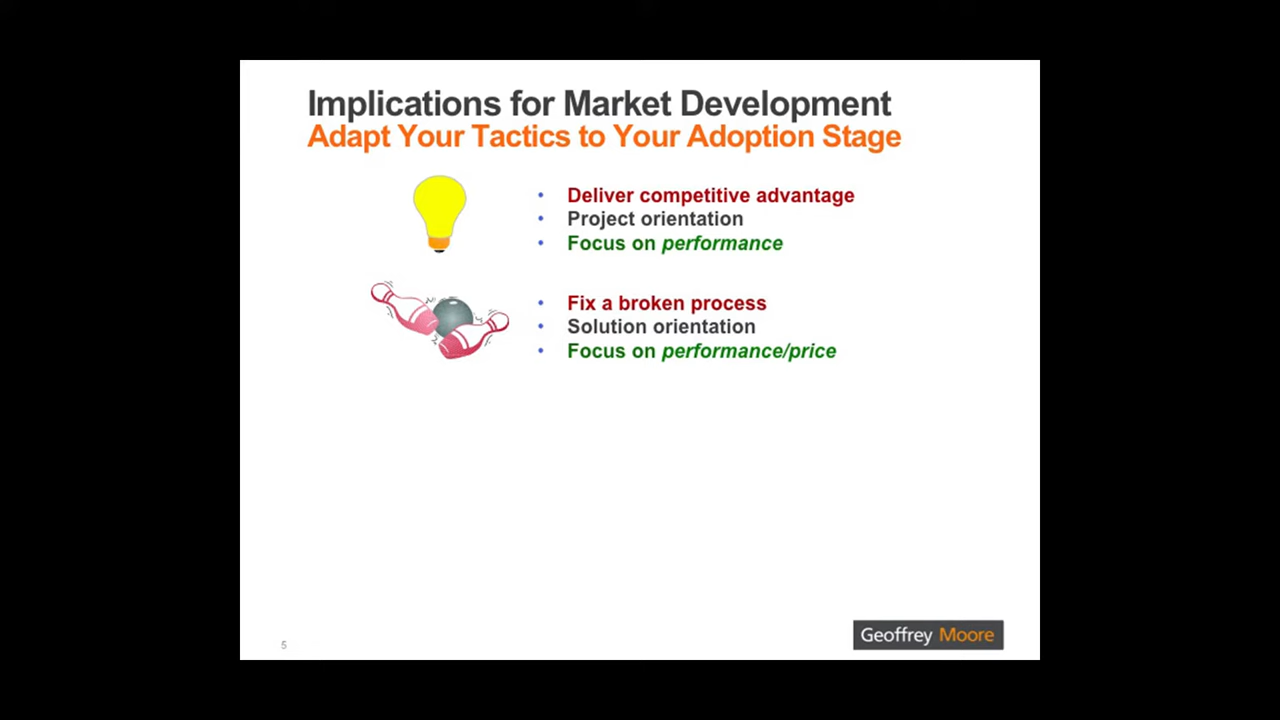 Implications for Market Development
Adapt Your Tactics to Your Adoption Stage
• Deliver competitive advantage
• Project orientation
• Focus on performance
• Fix a broken process
• Solution orientation
• Focus on performance/price
5
Geoffrey Moore